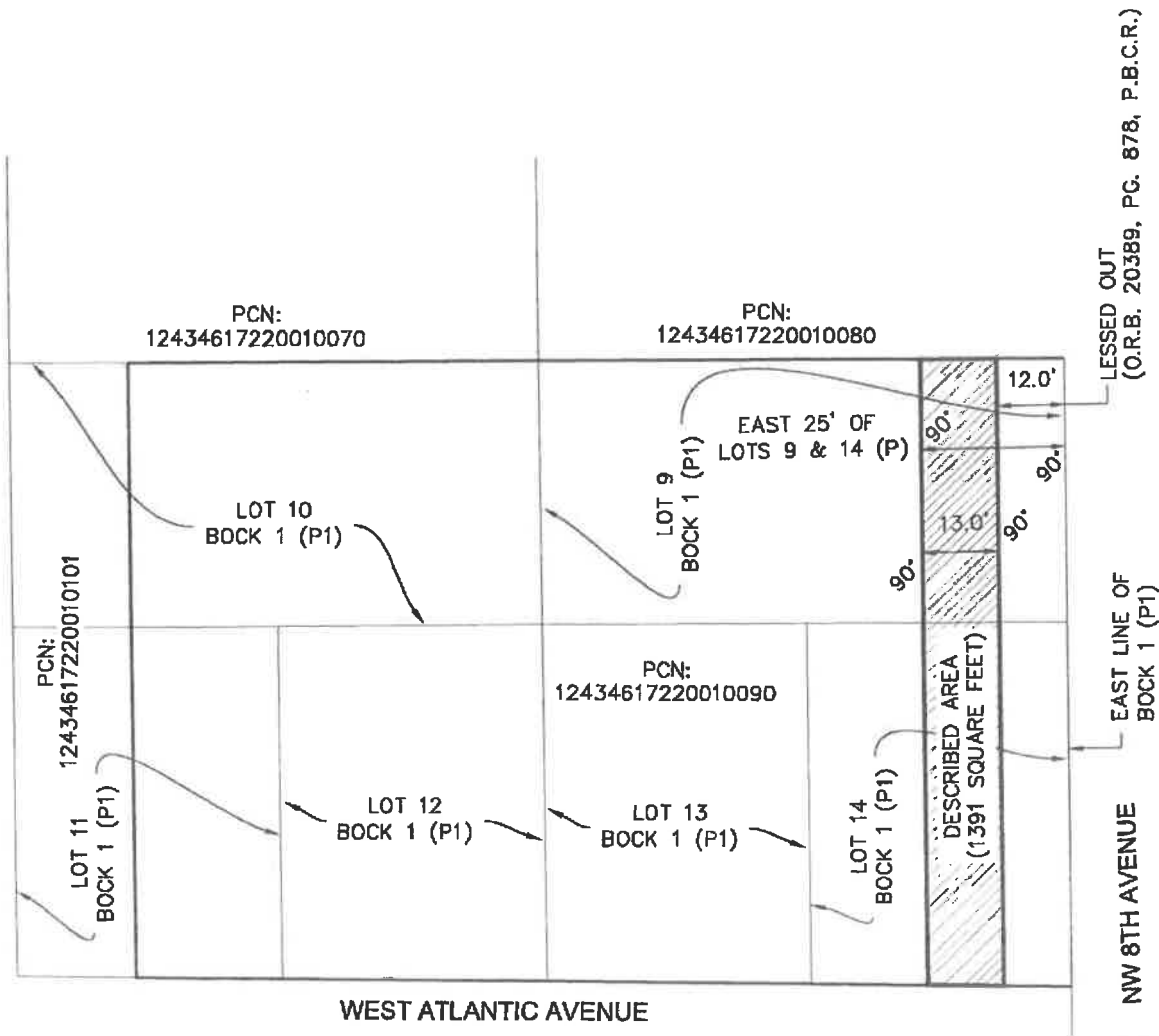 PCN:
12434617220010070
PCN:
12434617220010080
LESSED OUT
(O.R.B. 20389, PG. 878, P.B.C.R.)
12.0'
EAST 25' OF
LOTS 9 & 14 (P)
90°
90°
LOT 9
BOCK 1 (P1)
LOT 10
BOCK 1 (P1)
13.0'
90°
90°
PCN:
12434617220010101
PCN:
12434617220010090
LOT 11
BOCK 1 (P1)
LOT 12
BOCK 1 (P1)
LOT 13
BOCK 1 (P1)
LOT 14
BOCK 1 (P1)
DESCRIBED AREA
(1391 SQUARE FEET)
EAST LINE OF
BOCK 1 (P1)
WEST ATLANTIC AVENUE
NW 8TH AVENUE